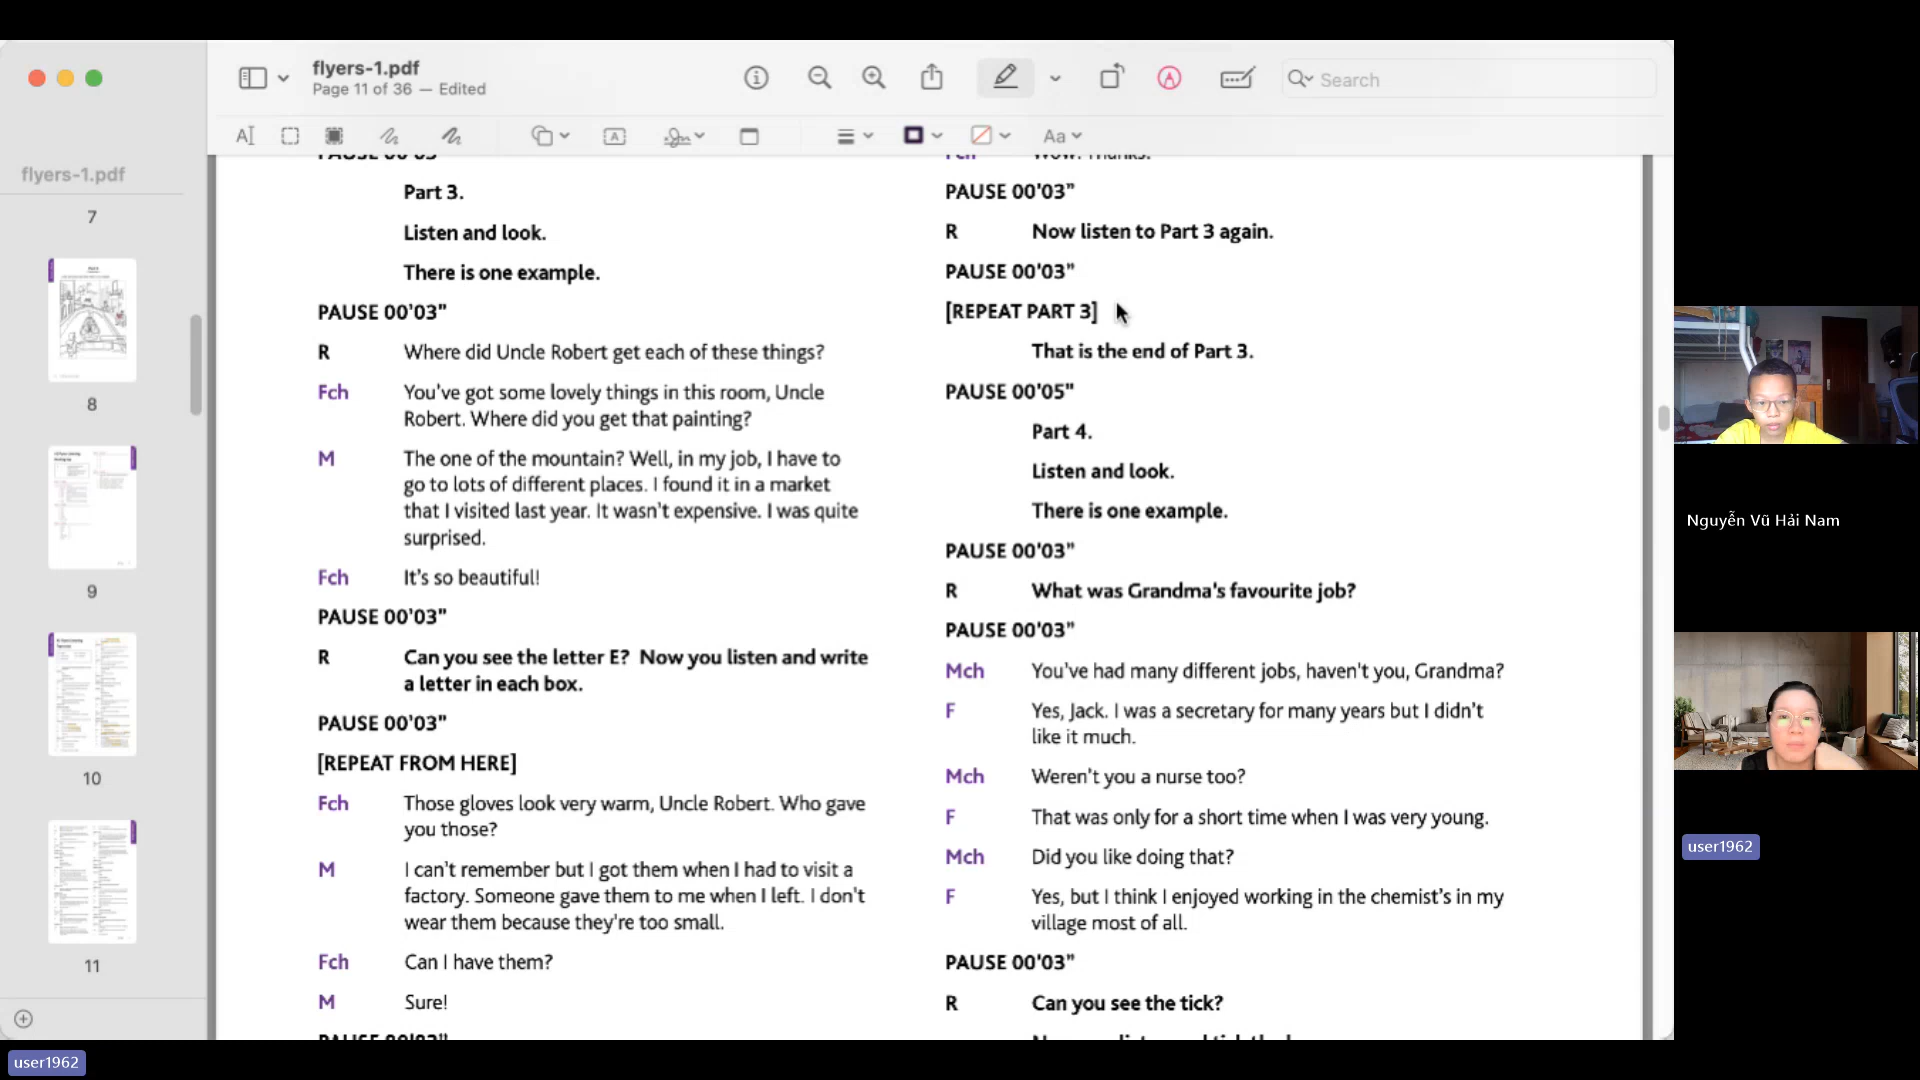 flyers-1.pdf
Page 11 of 36 — Edited
Search
Aa
flyers-1.pdf
7
8
9
10
11
PAUSE 00'05"
Part 3.
Listen and look.
There is one example.
PAUSE 00'03"
R Where did Uncle Robert get each of these things?
Fch You've got some lovely things in this room, Uncle
Robert. Where did you get that painting?
M The one of the mountain? Well, in my job, I have to
go to lots of different places. I found it in a market
that I visited last year. It wasn't expensive. I was quite
surprised.
Fch It's so beautiful!
PAUSE 00'03"
R Can you see the letter E? Now you listen and write
a letter in each box.
PAUSE 00'03"
[REPEAT FROM HERE]
Fch Those gloves look very warm, Uncle Robert. Who gave
you those?
M I can't remember but I got them when I had to visit a
factory. Someone gave them to me when I left. I don't
wear them because they're too small.
Fch Can I have them?
M Sure!
PAUSE 00'03"
Fch Wow! Thanks.
PAUSE 00'03"
R Now listen to Part 3 again.
PAUSE 00'03"
[REPEAT PART 3]
That is the end of Part 3.
PAUSE 00'05"
Part 4.
Listen and look.
There is one example.
PAUSE 00'03"
R What was Grandma's favourite job?
PAUSE 00'03"
Mch You've had many different jobs, haven't you, Grandma?
F Yes, Jack. I was a secretary for many years but I didn't
like it much.
Mch Weren't you a nurse too?
F That was only for a short time when I was very young.
Mch Did you like doing that?
F Yes, but I think I enjoyed working in the chemist's in my
village most of all.
PAUSE 00'03"
R Can you see the tick?
Nguyễn Vũ Hải Nam
user1962
user1962